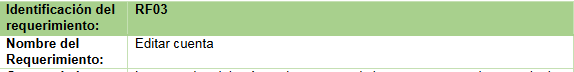 Identificación del RF03
requerimiento:
Nombre del Editar cuenta
Requerimiento: